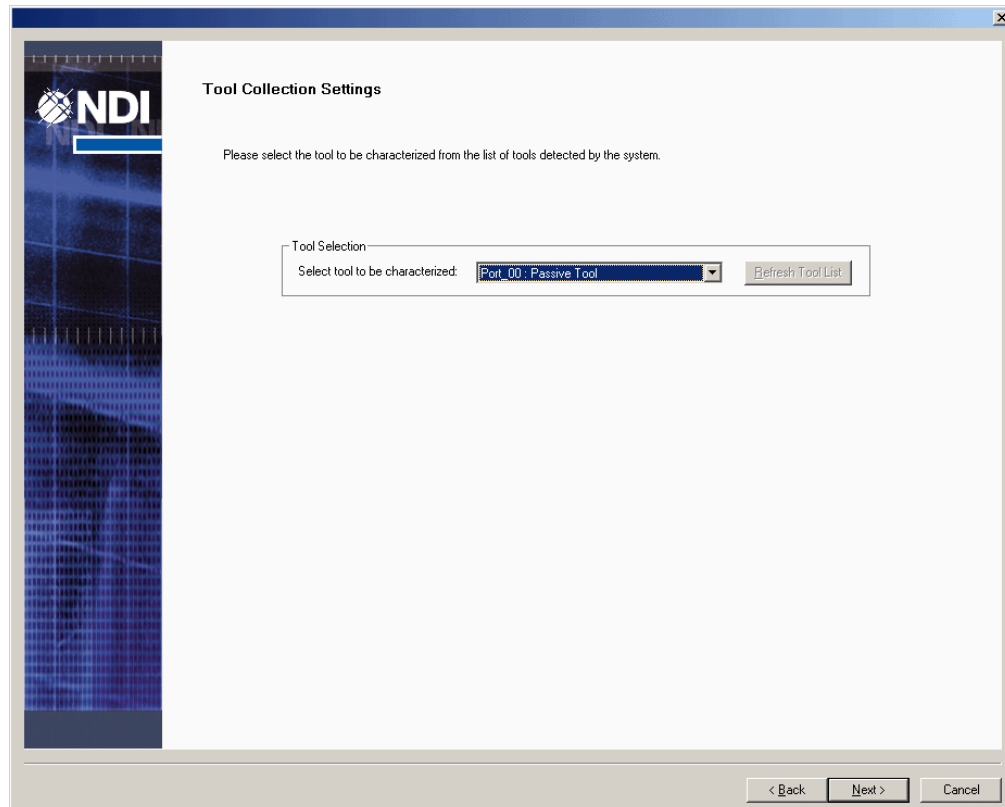 NDI
Tool Collection Settings
Please select the tool to be characterized from the list of tools detected by the system.
Tool Selection
Select tool to be characterized:
Port_00 : Passive Tool
Refresh Tool List
< Back
Next >
Cancel